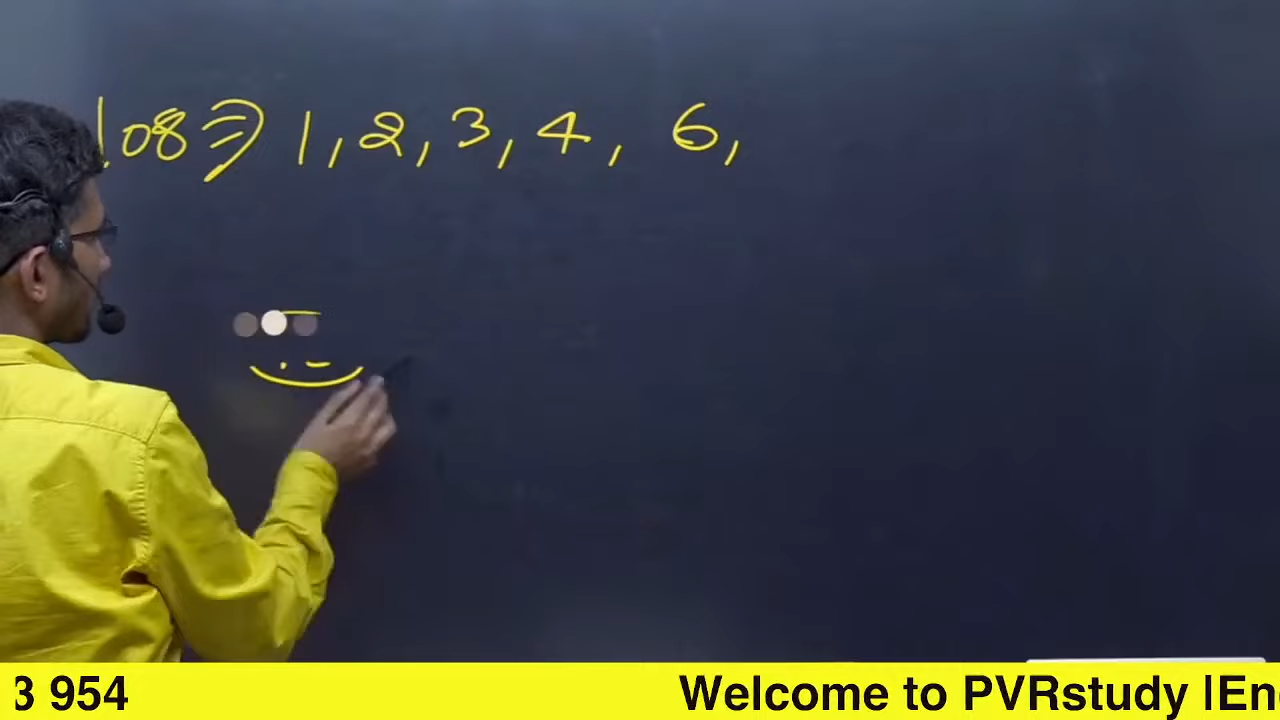 108 ⇒ 1, 2, 3, 4, 6,
3 954 Welcome to PVRstudy |En